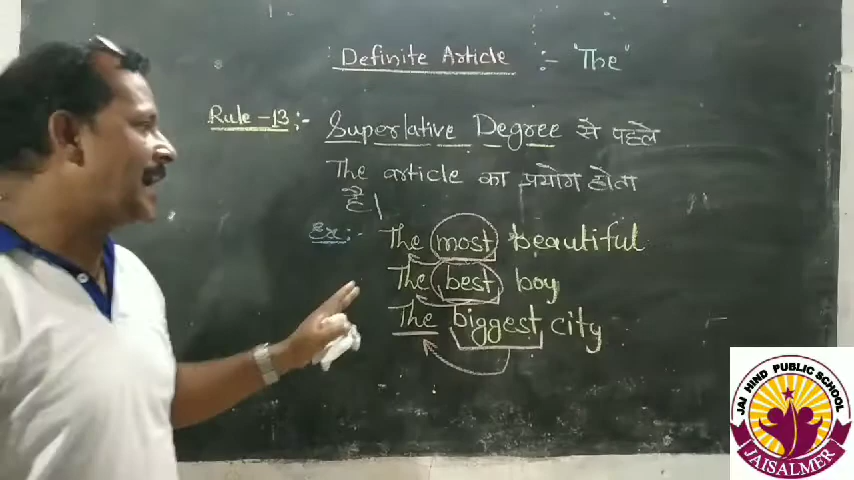 Definite Article :- "The"
Rule -13 :- Superlative Degree से पहले
The article का प्रयोग होता
है।
Ex :- The most beautiful
The best boy
The biggest city
JAI HIND PUBLIC SCHOOL
JAISALMER